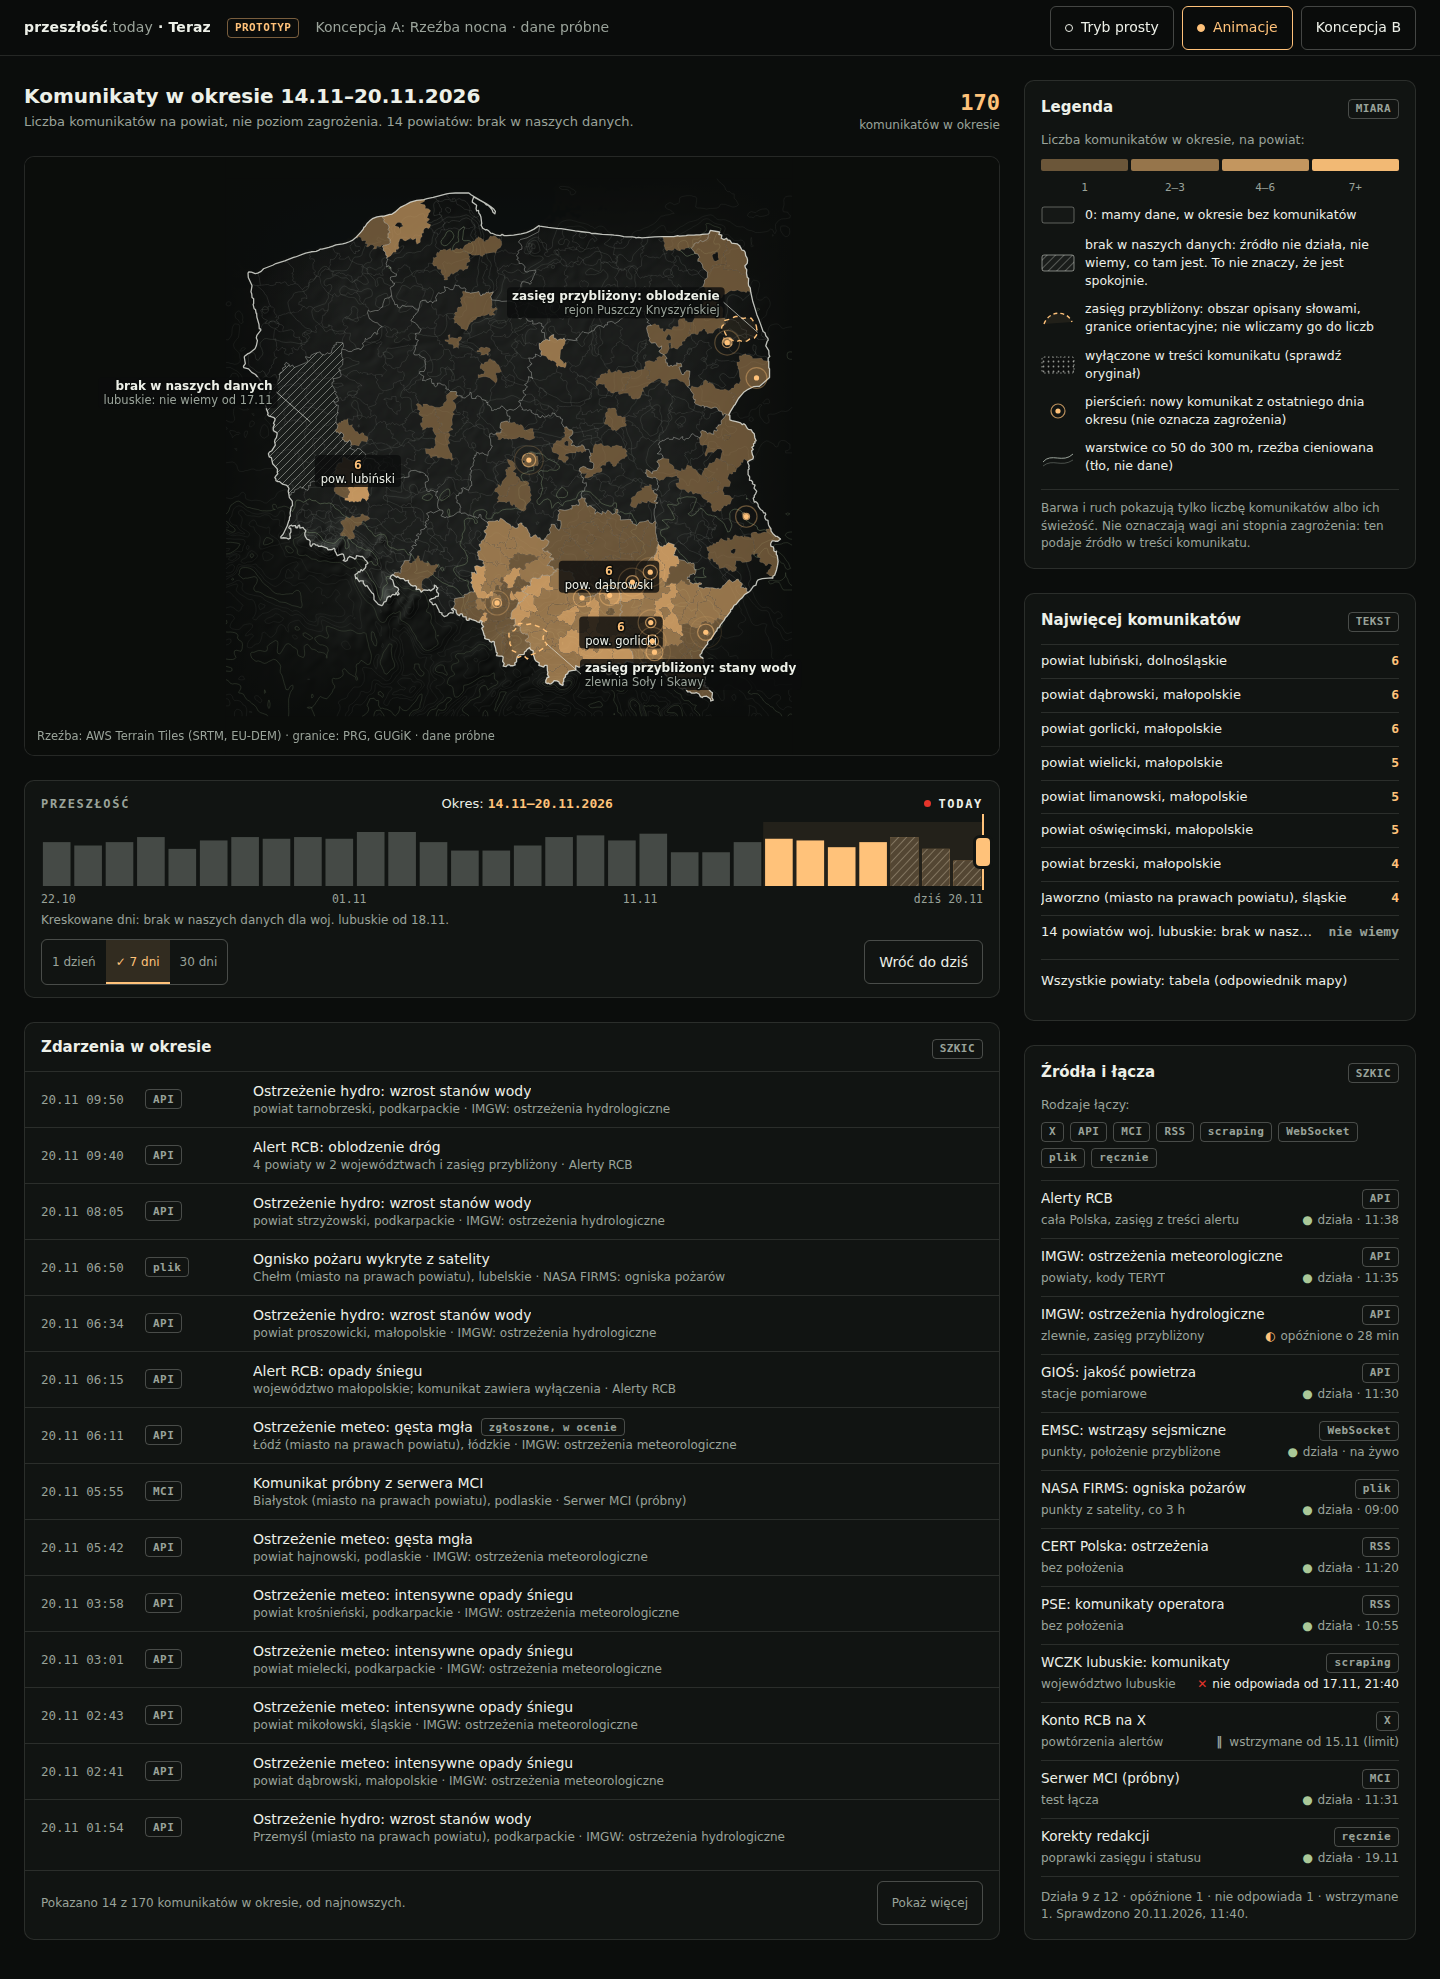 przeszłość.today · Teraz PROTOTYP Koncepcja A: Rzeźba nocna · dane próbne
Tryb prosty
Animacje
Koncepcja B
Komunikaty w okresie 14.11–20.11.2026
Liczba komunikatów na powiat, nie poziom zagrożenia. 14 powiatów: brak w naszych danych.
170
komunikatów w okresie
zasięg przybliżony: oblodzenie
rejon Puszczy Knyszyńskiej
brak w naszych danych
lubuskie: nie wiemy od 17.11
6
pow. lubiński
6
pow. dąbrowski
6
pow. gorlicki
zasięg przybliżony: stany wody
zlewnia Soły i Skawy
Rzeźba: AWS Terrain Tiles (SRTM, EU-DEM) · granice: PRG, GUGiK · dane próbne
PRZESZŁOŚĆ
Okres: 14.11–20.11.2026
TODAY
22.10
01.11
11.11
dziś 20.11
Kreskowane dni: brak w naszych danych dla woj. lubuskie od 18.11.
1 dzień
✓ 7 dni
30 dni
Wróć do dziś
Zdarzenia w okresie
SZKIC
20.11 09:50 API Ostrzeżenie hydro: wzrost stanów wody
powiat tarnobrzeski, podkarpackie · IMGW: ostrzeżenia hydrologiczne
20.11 09:40 API Alert RCB: oblodzenie dróg
4 powiaty w 2 województwach i zasięg przybliżony · Alerty RCB
20.11 08:05 API Ostrzeżenie hydro: wzrost stanów wody
powiat strzyżowski, podkarpackie · IMGW: ostrzeżenia hydrologiczne
20.11 06:50 plik Ognisko pożaru wykryte z satelity
Chełm (miasto na prawach powiatu), lubelskie · NASA FIRMS: ogniska pożarów
20.11 06:34 API Ostrzeżenie hydro: wzrost stanów wody
powiat proszowicki, małopolskie · IMGW: ostrzeżenia hydrologiczne
20.11 06:15 API Alert RCB: opady śniegu
województwo małopolskie; komunikat zawiera wyłączenia · Alerty RCB
20.11 06:11 API Ostrzeżenie meteo: gęsta mgła zgłoszone, w ocenie
Łódź (miasto na prawach powiatu), łódzkie · IMGW: ostrzeżenia meteorologiczne
20.11 05:55 MCI Komunikat próbny z serwera MCI
Białystok (miasto na prawach powiatu), podlaskie · Serwer MCI (próbny)
20.11 05:42 API Ostrzeżenie meteo: gęsta mgła
powiat hajnowski, podlaskie · IMGW: ostrzeżenia meteorologiczne
20.11 03:58 API Ostrzeżenie meteo: intensywne opady śniegu
powiat krośnieński, podkarpackie · IMGW: ostrzeżenia meteorologiczne
20.11 03:01 API Ostrzeżenie meteo: intensywne opady śniegu
powiat mielecki, podkarpackie · IMGW: ostrzeżenia meteorologiczne
20.11 02:43 API Ostrzeżenie meteo: intensywne opady śniegu
powiat mikołowski, śląskie · IMGW: ostrzeżenia meteorologiczne
20.11 02:41 API Ostrzeżenie meteo: intensywne opady śniegu
powiat dąbrowski, małopolskie · IMGW: ostrzeżenia meteorologiczne
20.11 01:54 API Ostrzeżenie hydro: wzrost stanów wody
Przemyśl (miasto na prawach powiatu), podkarpackie · IMGW: ostrzeżenia hydrologiczne
Pokazano 14 z 170 komunikatów w okresie, od najnowszych.
Pokaż więcej
Legenda
MIARA
Liczba komunikatów w okresie, na powiat:
1
2–3
4–6
7+
0: mamy dane, w okresie bez komunikatów
brak w naszych danych: źródło nie działa, nie
wiemy, co tam jest. To nie znaczy, że jest
spokojnie.
zasięg przybliżony: obszar opisany słowami,
granice orientacyjne; nie wliczamy go do liczb
wyłączone w treści komunikatu (sprawdź
oryginał)
pierścień: nowy komunikat z ostatniego dnia
okresu (nie oznacza zagrożenia)
warstwice co 50 do 300 m, rzeźba cieniowana
(tło, nie dane)
Barwa i ruch pokazują tylko liczbę komunikatów albo ich
świeżość. Nie oznaczają wagi ani stopnia zagrożenia: ten
podaje źródło w treści komunikatu.
Najwięcej komunikatów
TEKST
powiat lubiński, dolnośląskie 6
powiat dąbrowski, małopolskie 6
powiat gorlicki, małopolskie 6
powiat wielicki, małopolskie 5
powiat limanowski, małopolskie 5
powiat oświęcimski, małopolskie 5
powiat brzeski, małopolskie 4
Jaworzno (miasto na prawach powiatu), śląskie 4
14 powiatów woj. lubuskie: brak w nasz… nie wiemy
Wszystkie powiaty: tabela (odpowiednik mapy)
Źródła i łącza
SZKIC
Rodzaje łączy:
X API MCI RSS scraping WebSocket
plik ręcznie
Alerty RCB API
cała Polska, zasięg z treści alertu ● działa · 11:38
IMGW: ostrzeżenia meteorologiczne API
powiaty, kody TERYT ● działa · 11:35
IMGW: ostrzeżenia hydrologiczne API
zlewnie, zasięg przybliżony ◐ opóźnione o 28 min
GIOŚ: jakość powietrza API
stacje pomiarowe ● działa · 11:30
EMSC: wstrząsy sejsmiczne WebSocket
punkty, położenie przybliżone ● działa · na żywo
NASA FIRMS: ogniska pożarów plik
punkty z satelity, co 3 h ● działa · 09:00
CERT Polska: ostrzeżenia RSS
bez położenia ● działa · 11:20
PSE: komunikaty operatora RSS
bez położenia ● działa · 10:55
WCZK lubuskie: komunikaty scraping
województwo lubuskie ✕ nie odpowiada od 17.11, 21:40
Konto RCB na X X
powtórzenia alertów ‖ wstrzymane od 15.11 (limit)
Serwer MCI (próbny) MCI
test łącza ● działa · 11:31
Korekty redakcji ręcznie
poprawki zasięgu i statusu ● działa · 19.11
Działa 9 z 12 · opóźnione 1 · nie odpowiada 1 · wstrzymane
1. Sprawdzono 20.11.2026, 11:40.